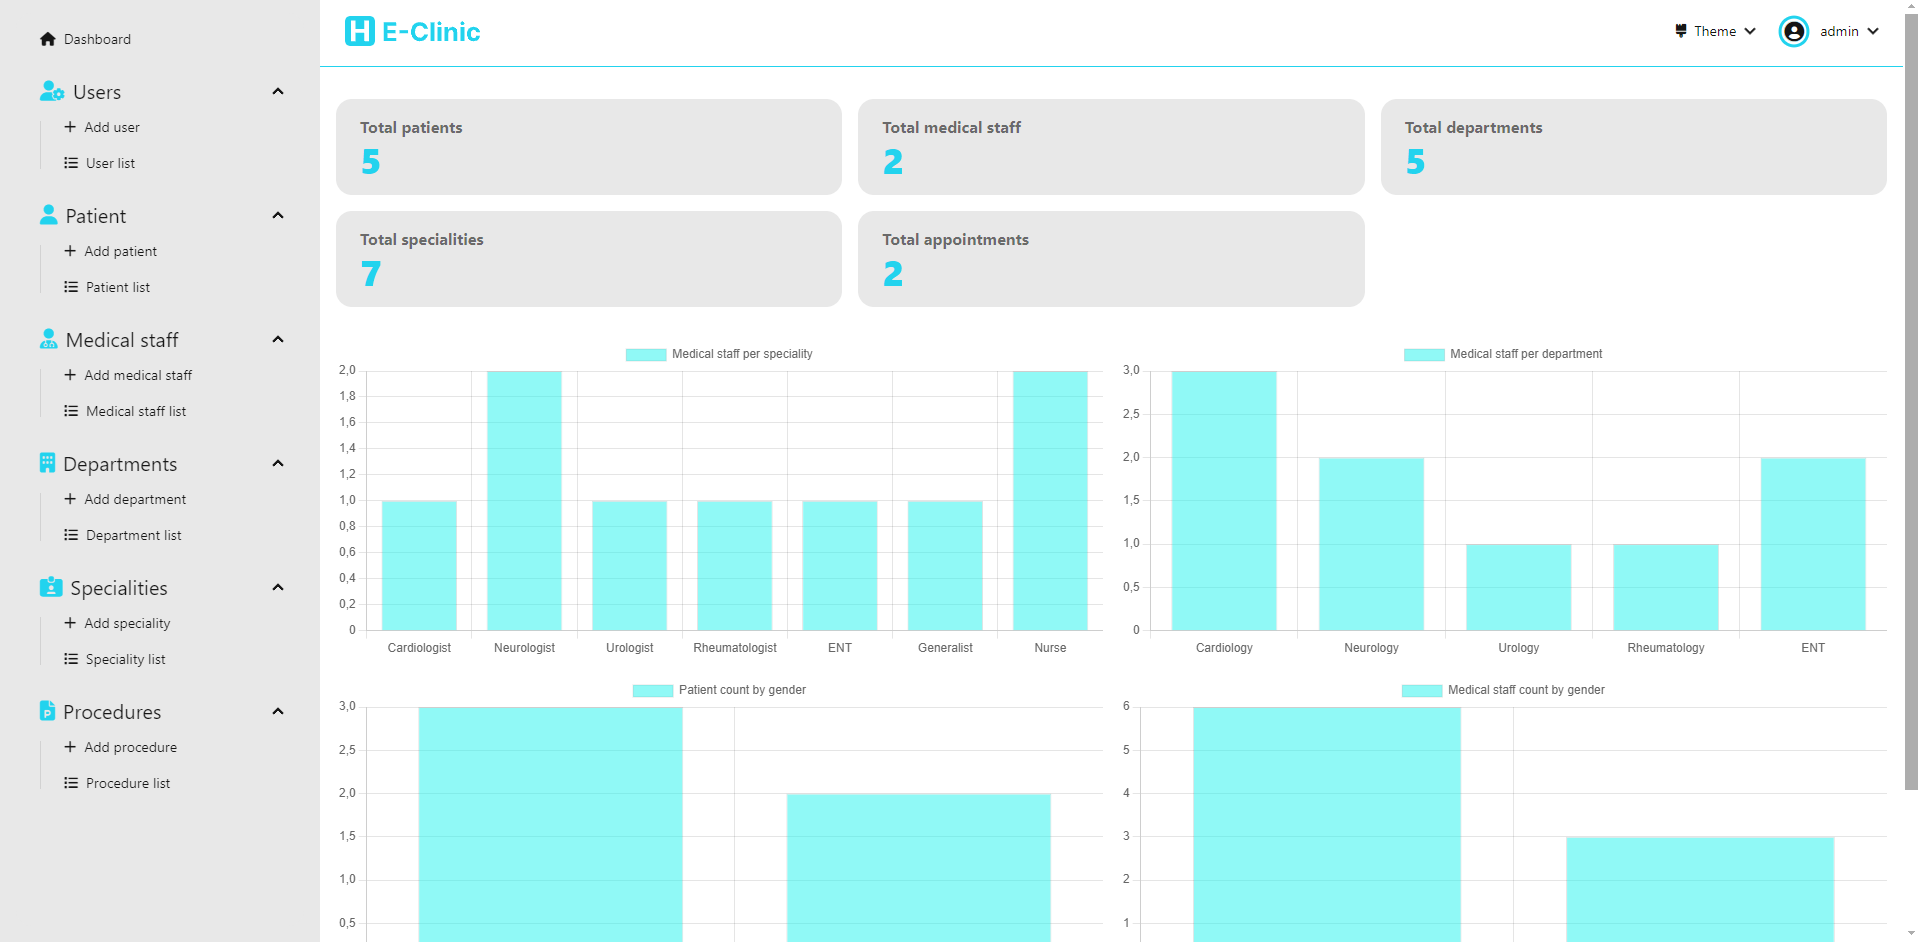 Dashboard
Users
Add user
User list
Patient
Add patient
Patient list
Medical staff
Add medical staff
Medical staff list
Departments
Add department
Department list
Specialities
Add speciality
Speciality list
Procedures
Add procedure
Procedure list
H E-Clinic
Theme
admin
Total patients
5
Total medical staff
2
Total departments
5
Total specialities
7
Total appointments
2
Medical staff per speciality
2,0
1,8
1,6
1,4
1,2
1,0
0,8
0,6
0,4
0,2
0
Cardiologist Neurologist Urologist Rheumatologist ENT Generalist Nurse
Medical staff per department
3,0
2,5
2,0
1,5
1,0
0,5
0
Cardiology Neurology Urology Rheumatology ENT
Patient count by gender
3,0
2,5
2,0
1,5
1,0
0,5
Medical staff count by gender
6
5
4
3
2
1